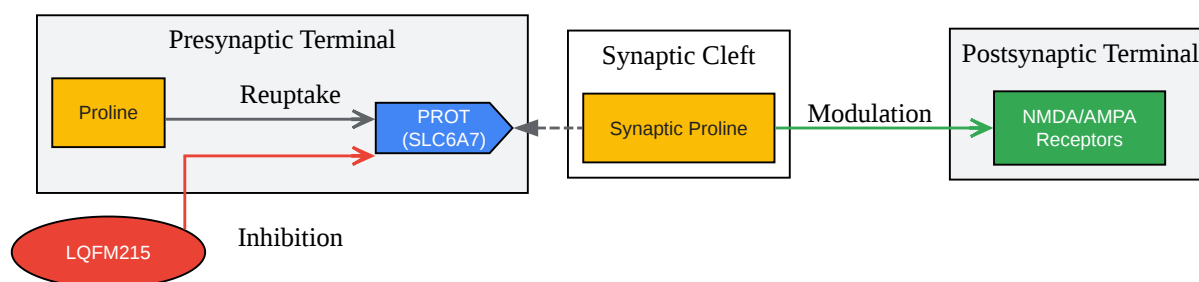 Presynaptic Terminal
Proline
Reuptake
PROT
(SLC6A7)
LQFM215
Inhibition
Synaptic Cleft
Synaptic Proline
Modulation
Postsynaptic Terminal
NMDA/AMPA
Receptors